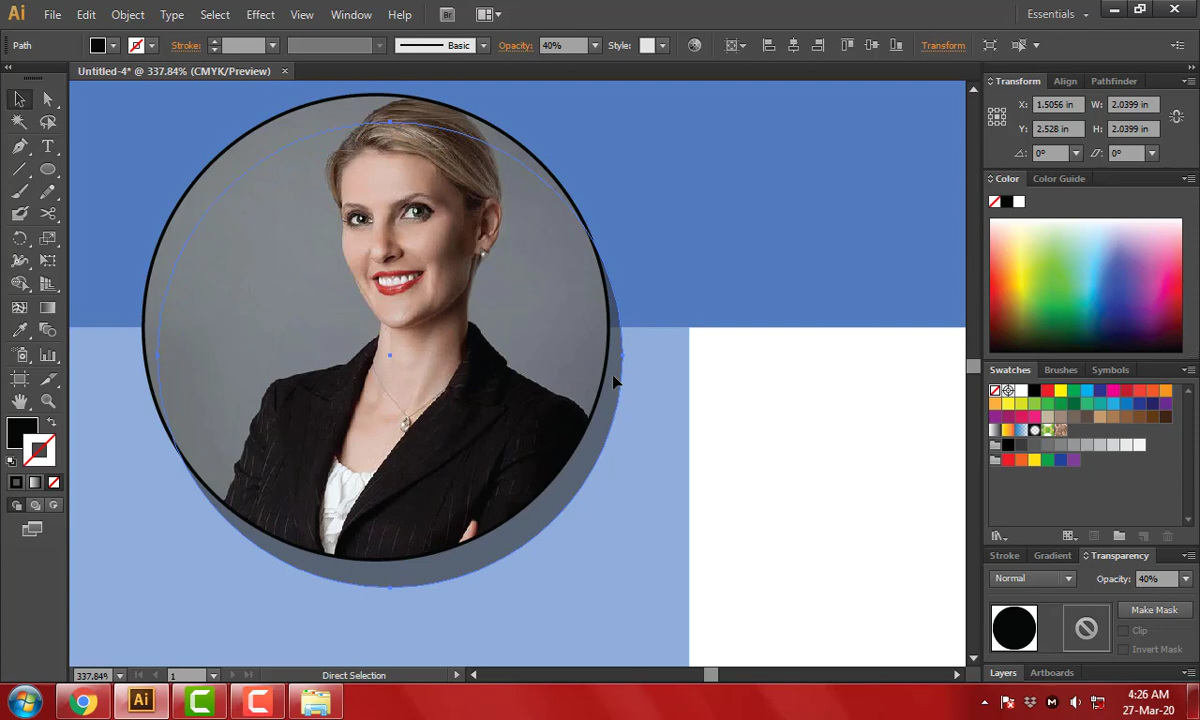 Ai File Edit Object Type Select Effect View Window Help Br Essentials
Path Stroke: Basic Opacity: 40% Style: Transform
Untitled-4* @ 337.84% (CMYK/Preview) ×
Transform Align Pathfinder
X: 1.5056 in W: 2.0399 in
Y: 2.528 in H: 2.0399 in
0° 0°
Color Color Guide
Swatches Brushes Symbols
Stroke Gradient Transparency
Normal Opacity: 40%
Make Mask
Clip
Invert Mask
Layers Artboards
337.84% 1 Direct Selection
Ai C C M 4:26 AM
27-Mar-20